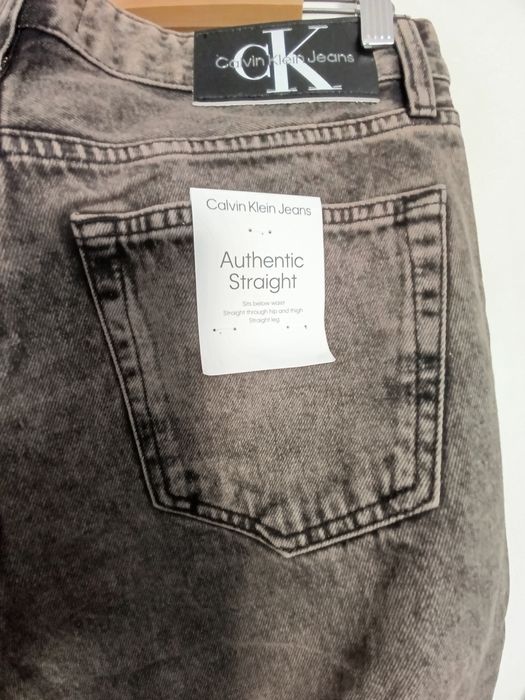 CK
Calvin Klein Jeans
Calvin Klein Jeans
Authentic
Straight
Sits below waist
Straight through hip and thigh
Straight leg